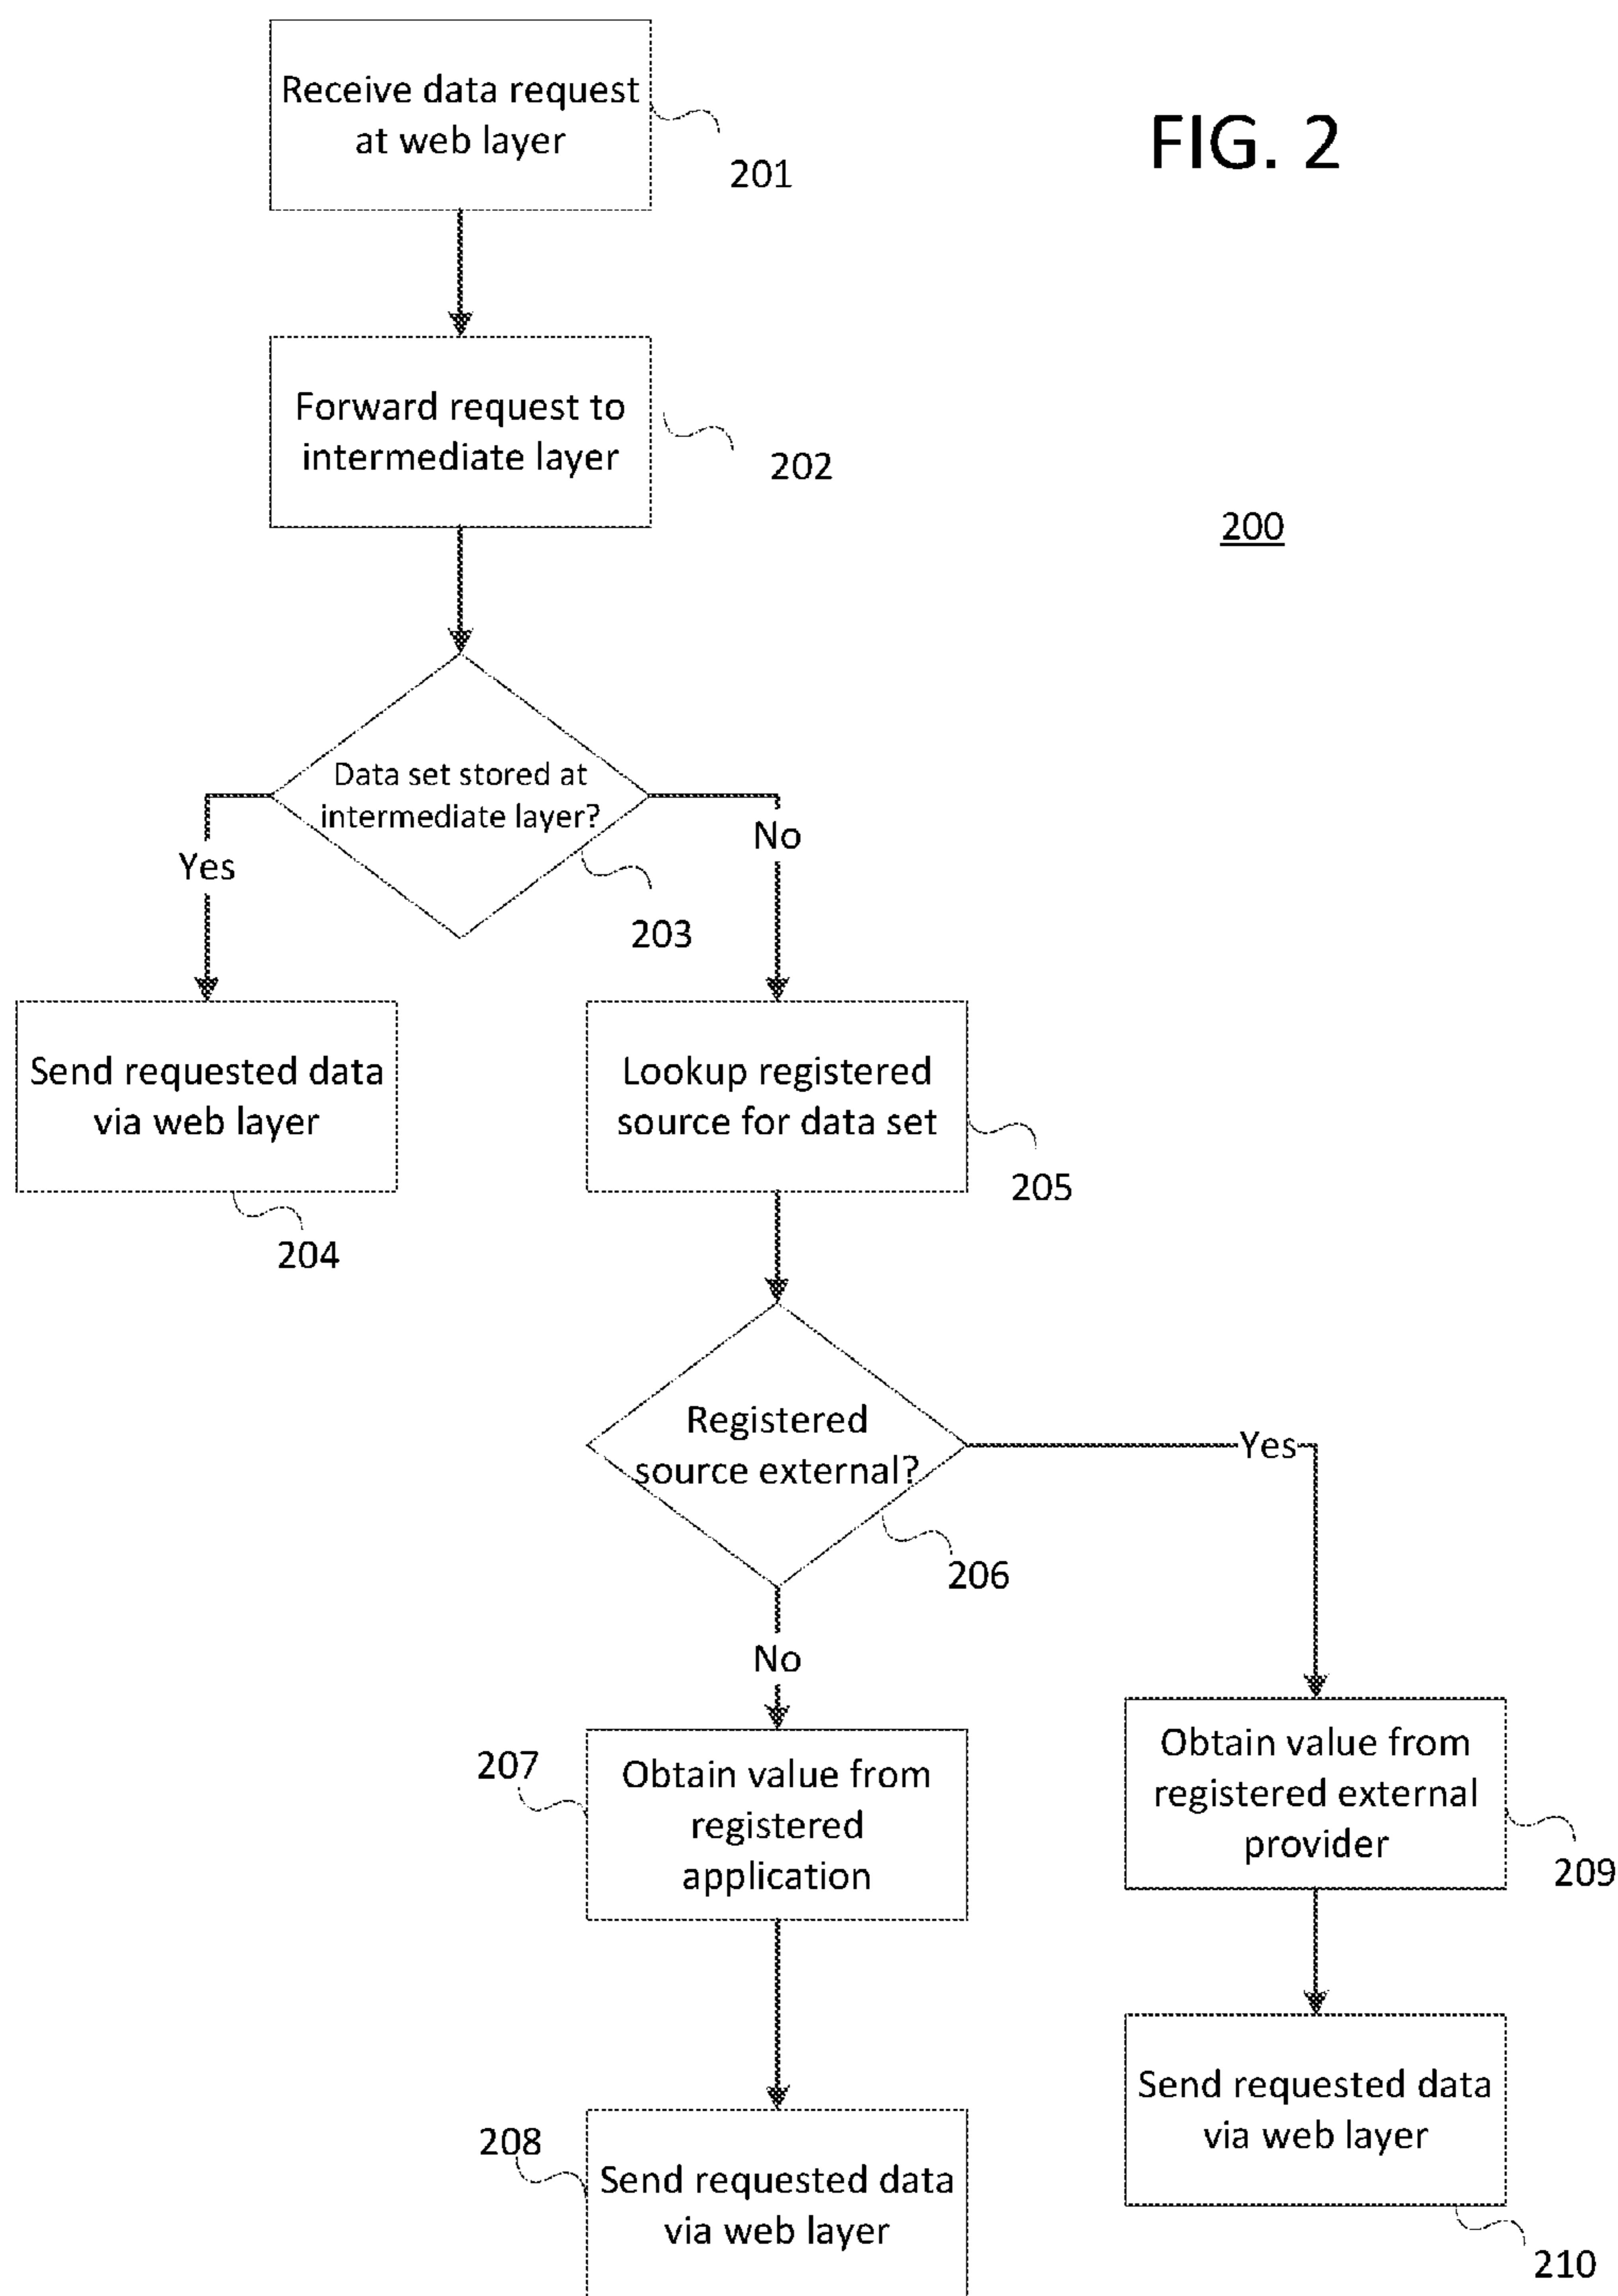 Receive data request
at web layer
201
FIG. 2
Forward request to
intermediate layer
202
200
Data set stored at
intermediate layer?
Yes
No
203
Send requested data
via web layer
204
Lookup registered
source for data set
205
Registered
source external?
Yes
206
No
207
Obtain value from
registered
application
Obtain value from
registered external
provider
209
208
Send requested data
via web layer
Send requested data
via web layer
210